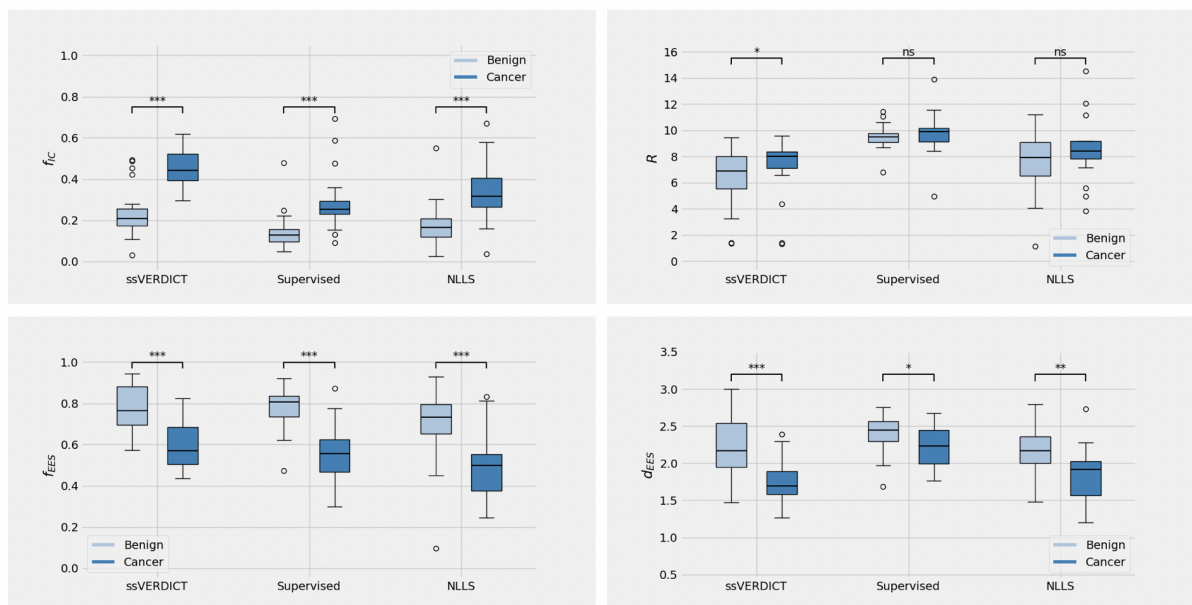 1.0
0.8
0.6
0.4
0.2
0.0
f_IC
Benign
Cancer
***
***
***
ssVERDICT
Supervised
NLLS
16
14
12
10
8
6
4
2
0
R
*
ns
ns
Benign
Cancer
ssVERDICT
Supervised
NLLS
1.0
0.8
0.6
0.4
0.2
0.0
f_EES
***
***
***
Benign
Cancer
ssVERDICT
Supervised
NLLS
3.5
3.0
2.5
2.0
1.5
1.0
0.5
d_EES
***
*
**
Benign
Cancer
ssVERDICT
Supervised
NLLS